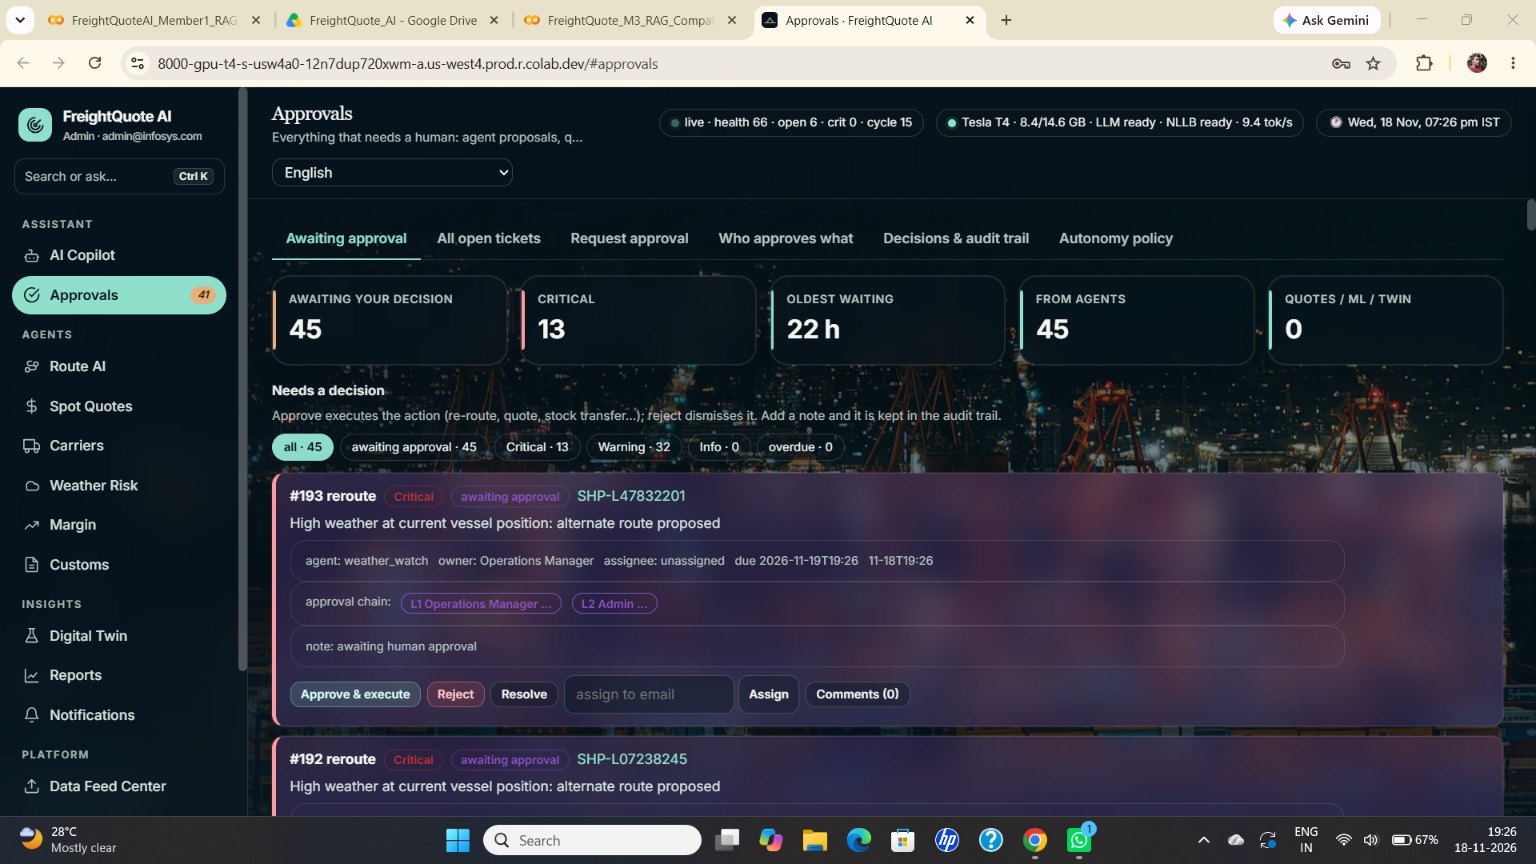 FreightQuoteAI_Member1_RAG
FreightQuote_AI - Google Drive
FreightQuote_M3_RAG_Compat
Approvals · FreightQuote AI
Ask Gemini
8000-gpu-t4-s-usw4a0-12n7dup720xwm-a.us-west4.prod.r.colab.dev/#approvals
FreightQuote AI
Admin · admin@infosys.com
Search or ask...
Ctrl K
ASSISTANT
AI Copilot
Approvals
41
AGENTS
Route AI
Spot Quotes
Carriers
Weather Risk
Margin
Customs
INSIGHTS
Digital Twin
Reports
Notifications
PLATFORM
Data Feed Center
Approvals
Everything that needs a human: agent proposals, q...
live · health 66 · open 6 · crit 0 · cycle 15
Tesla T4 · 8.4/14.6 GB · LLM ready · NLLB ready · 9.4 tok/s
Wed, 18 Nov, 07:26 pm IST
English
Awaiting approval
All open tickets
Request approval
Who approves what
Decisions & audit trail
Autonomy policy
AWAITING YOUR DECISION
45
CRITICAL
13
OLDEST WAITING
22 h
FROM AGENTS
45
QUOTES / ML / TWIN
0
Needs a decision
Approve executes the action (re-route, quote, stock transfer...); reject dismisses it. Add a note and it is kept in the audit trail.
all · 45
awaiting approval · 45
Critical · 13
Warning · 32
Info · 0
overdue · 0
#193 reroute Critical awaiting approval SHP-L47832201
High weather at current vessel position: alternate route proposed
agent: weather_watch owner: Operations Manager assignee: unassigned due 2026-11-19T19:26 11-18T19:26
approval chain: L1 Operations Manager ... L2 Admin ...
note: awaiting human approval
Approve & execute
Reject
Resolve
assign to email
Assign
Comments (0)
#192 reroute Critical awaiting approval SHP-L07238245
High weather at current vessel position: alternate route proposed
28°C
Mostly clear
Search
hp
1
ENG
IN
67%
19:26
18-11-2026